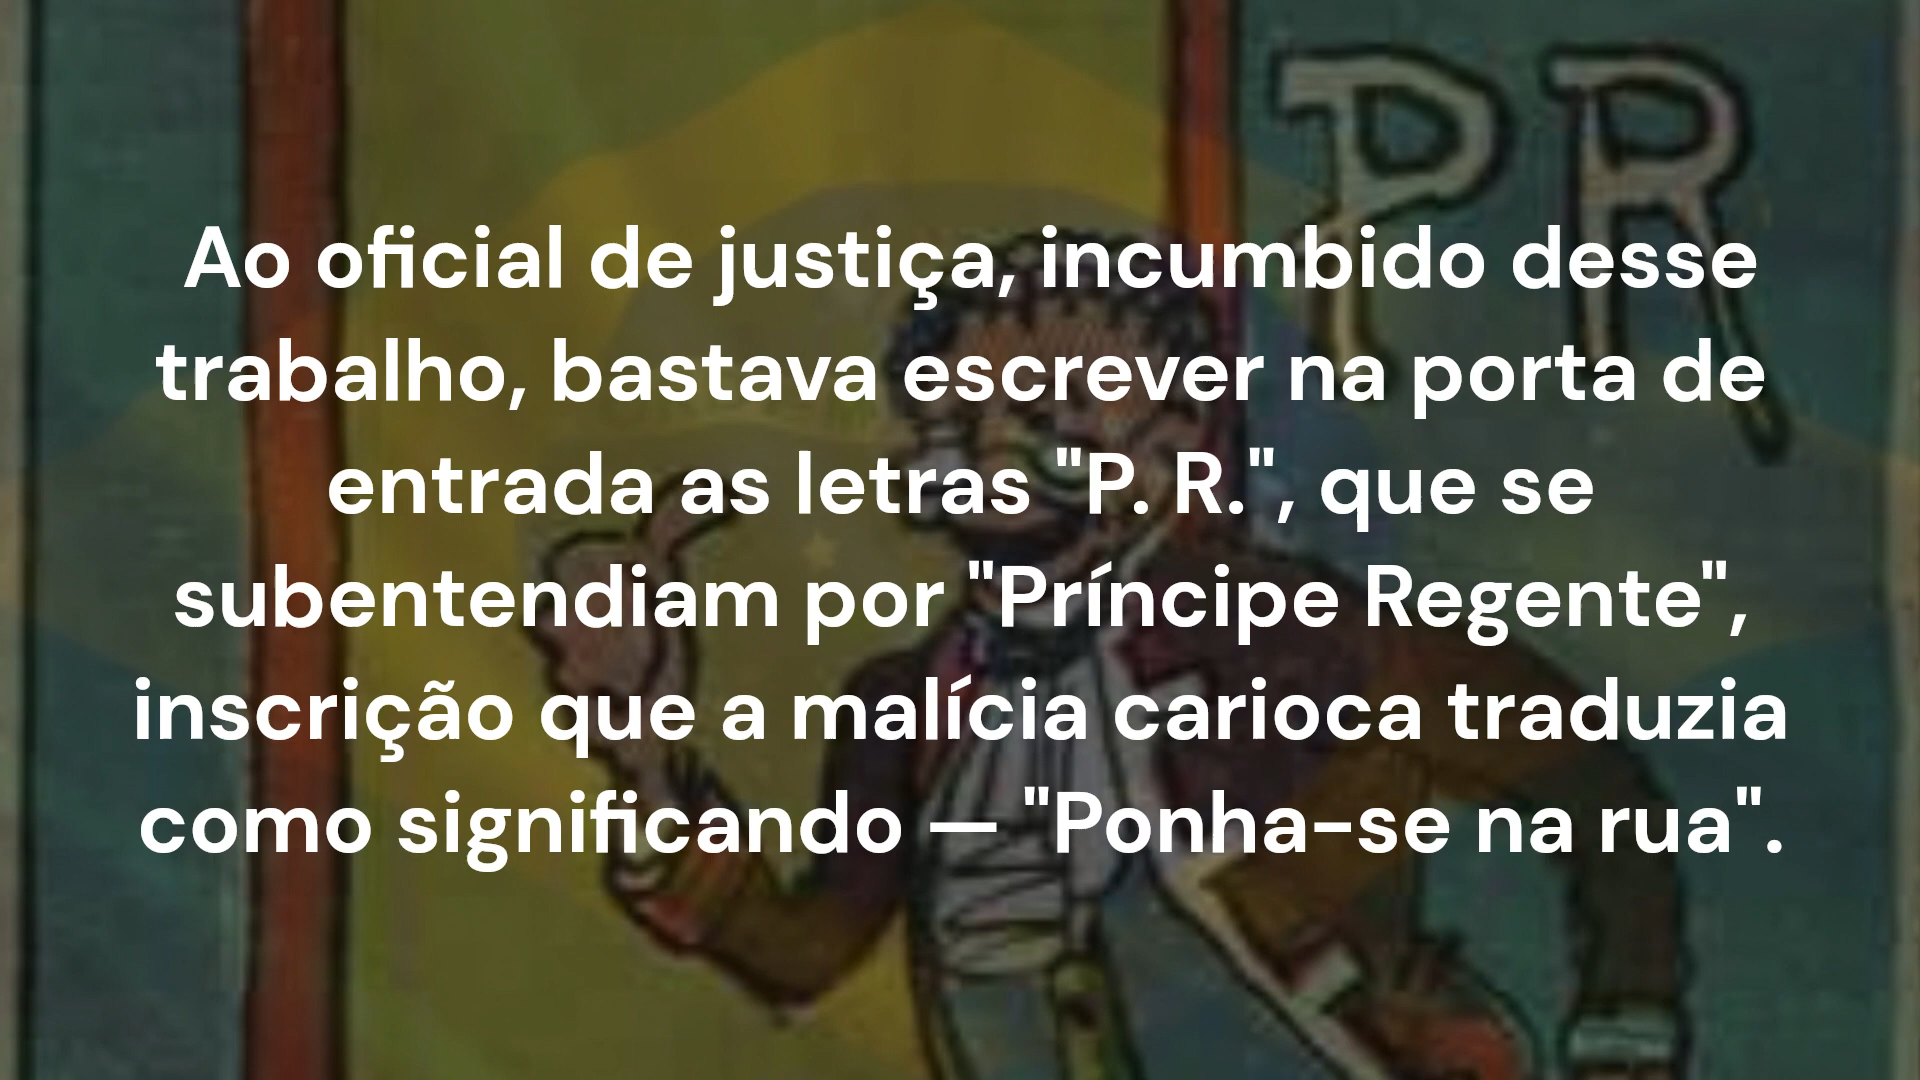 PR
Ao oficial de justiça, incumbido desse
trabalho, bastava escrever na porta de
entrada as letras "P. R.", que se
subentendiam por "Príncipe Regente",
inscrição que a malícia carioca traduzia
como significando — "Ponha-se na rua".